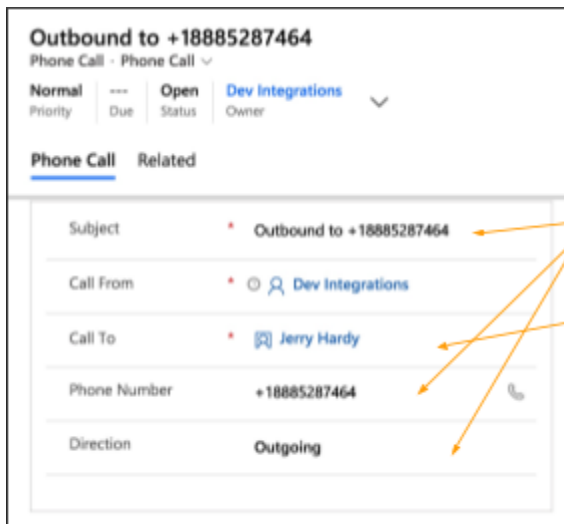 Outbound to +18885287464
Phone Call · Phone Call
Normal --- Open Dev Integrations
Priority Due Status Owner
Phone Call Related
Subject * Outbound to +18885287464
Call From * Dev Integrations
Call To * Jerry Hardy
Phone Number +18885287464
Direction Outgoing